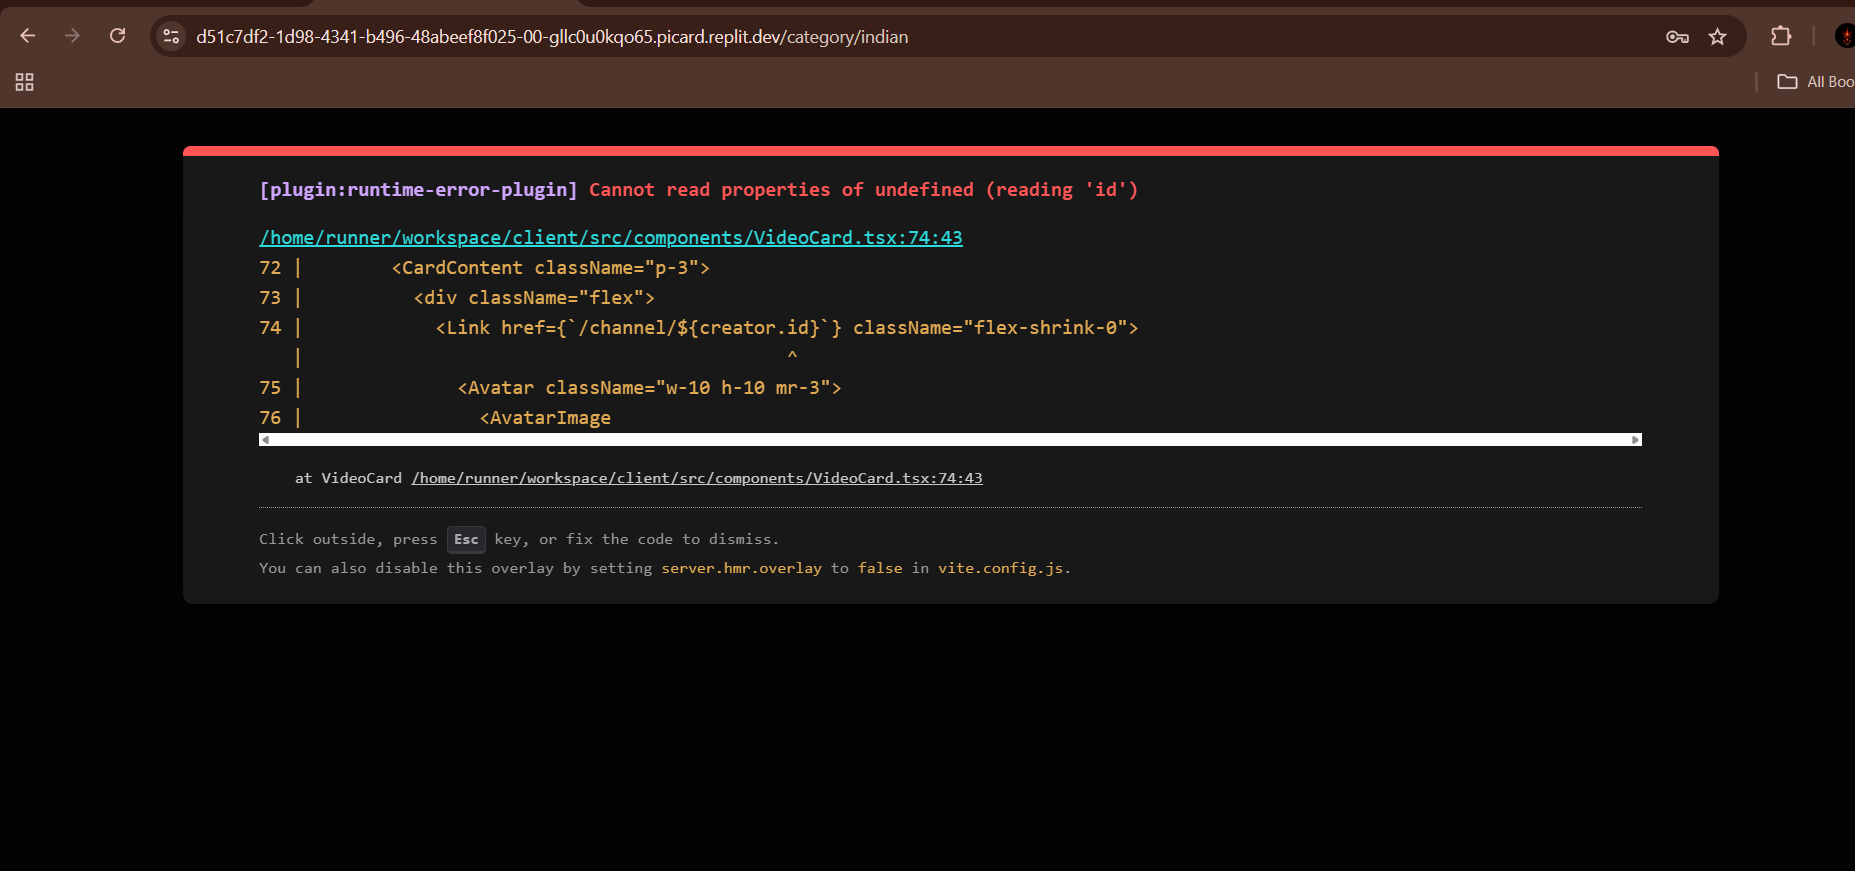 d51c7df2-1d98-4341-b496-48abeef8f025-00-gllc0u0kqo65.picard.replit.dev/category/indian
All Boo
[plugin:runtime-error-plugin] Cannot read properties of undefined (reading 'id')
/home/runner/workspace/client/src/components/VideoCard.tsx:74:43
72 |        <CardContent className="p-3">
73 |          <div className="flex">
74 |            <Link href={`/channel/${creator.id}`} className="flex-shrink-0">
   |                                            ^
75 |              <Avatar className="w-10 h-10 mr-3">
76 |                <AvatarImage
at VideoCard /home/runner/workspace/client/src/components/VideoCard.tsx:74:43
Click outside, press Esc key, or fix the code to dismiss.
You can also disable this overlay by setting server.hmr.overlay to false in vite.config.js.